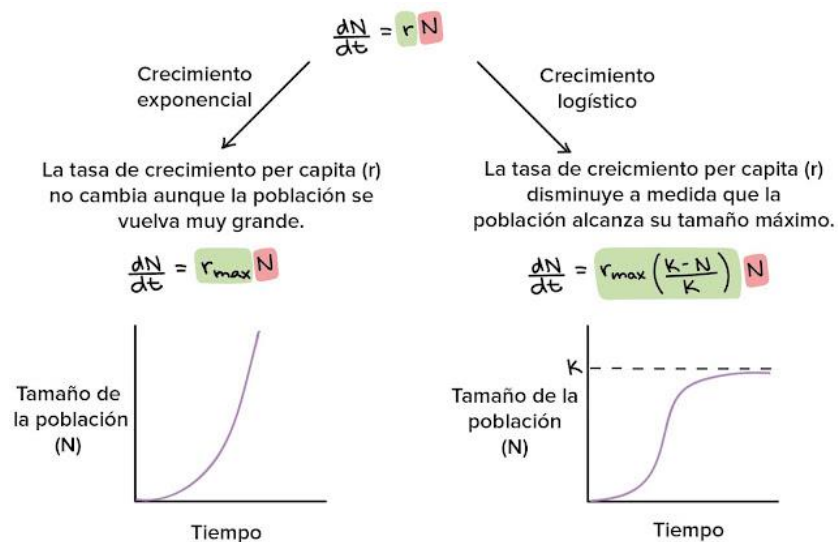 dN/dt = r N
Crecimiento
exponencial
Crecimiento
logístico
La tasa de crecimiento per capita (r)
no cambia aunque la población se
vuelva muy grande.
dN/dt = rmax N
La tasa de creicmiento per capita (r)
disminuye a medida que la
población alcanza su tamaño máximo.
dN/dt = rmax (K-N/K) N
Tamaño de
la población
(N)
Tiempo
K
Tamaño de la
población
(N)
Tiempo